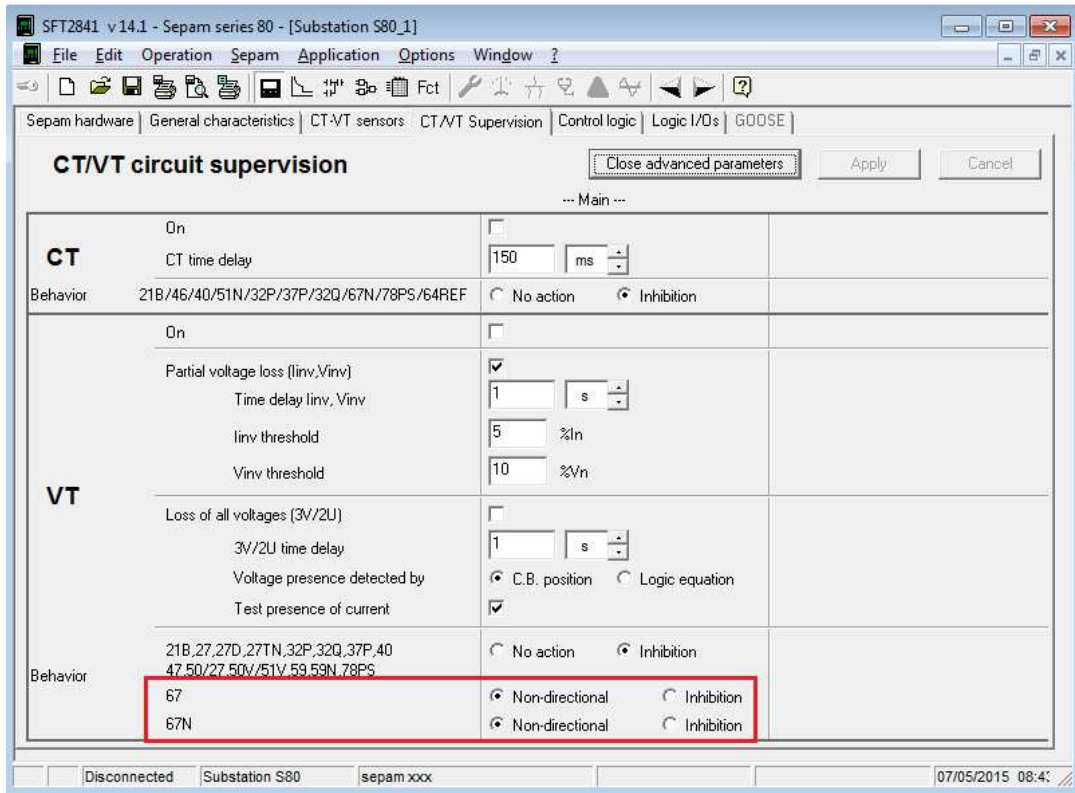 SFT2841 v 14.1 - Sepam series 80 - [Substation S80_1]
File Edit Operation Sepam Application Options Window ?
Fct
Sepam hardware General characteristics CT-VT sensors CT/VT Supervision Control logic Logic I/Os GOOSE
CT/VT circuit supervision Close advanced parameters Apply Cancel
--- Main ---
On
CT CT time delay 150 ms
Behavior 21B/46/40/51N/32P/37P/32Q/67N/78PS/64REF No action Inhibition
On
Partial voltage loss (Iinv,Vinv)
Time delay Iinv, Vinv 1 s
Iinv threshold 5 %In
Vinv threshold 10 %Vn
VT
Loss of all voltages (3V/2U)
3V/2U time delay 1 s
Voltage presence detected by C.B. position Logic equation
Test presence of current
21B,27,27D,27TN,32P,32Q,37P,40 No action Inhibition
47,50/27,50V/51V,59,59N,78PS
Behavior
67 Non-directional Inhibition
67N Non-directional Inhibition
Disconnected Substation S80 sepam xxx 07/05/2015 08:43